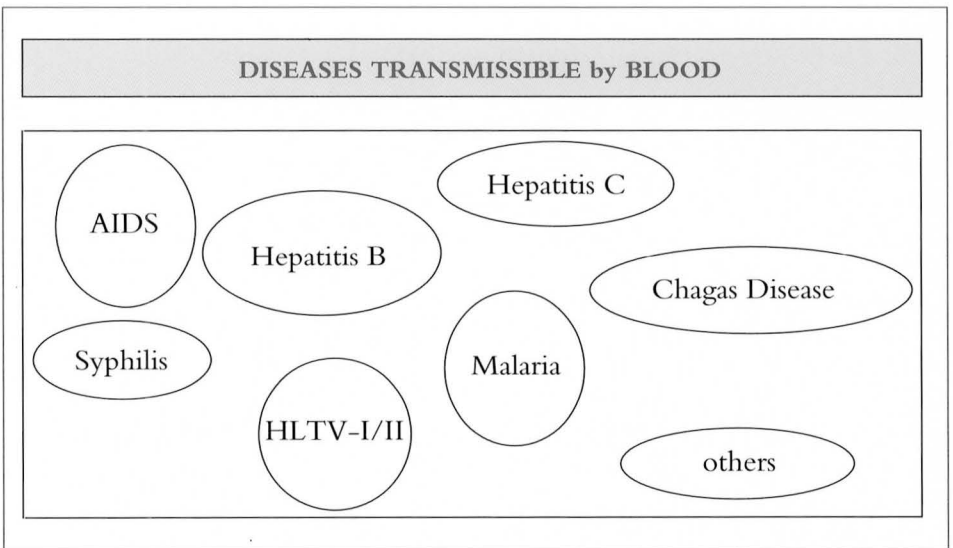 DISEASES TRANSMISSIBLE by BLOOD
AIDS
Hepatitis B
Hepatitis C
Chagas Disease
Syphilis
Malaria
HLTV-I/II
others